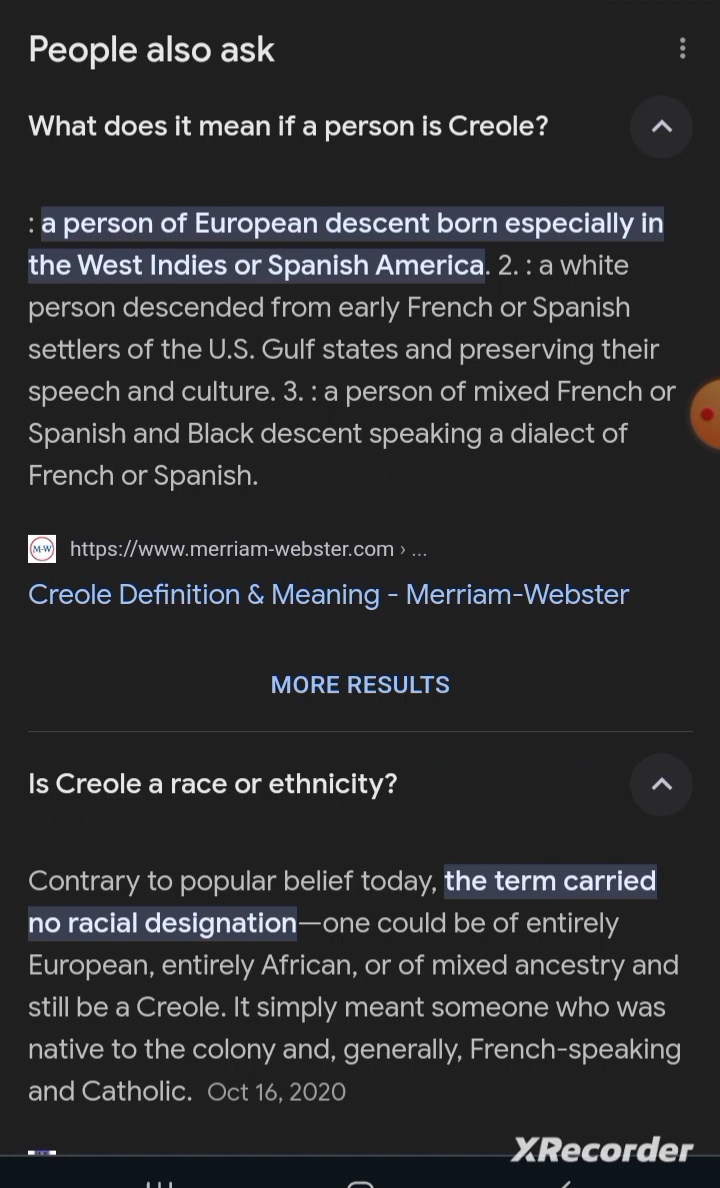 People also ask
What does it mean if a person is Creole?
: a person of European descent born especially in
the West Indies or Spanish America. 2. : a white
person descended from early French or Spanish
settlers of the U.S. Gulf states and preserving their
speech and culture. 3. : a person of mixed French or
Spanish and Black descent speaking a dialect of
French or Spanish.
M-W https://www.merriam-webster.com › ...
Creole Definition & Meaning - Merriam-Webster
MORE RESULTS
Is Creole a race or ethnicity?
Contrary to popular belief today, the term carried
no racial designation—one could be of entirely
European, entirely African, or of mixed ancestry and
still be a Creole. It simply meant someone who was
native to the colony and, generally, French-speaking
and Catholic. Oct 16, 2020
XRecorder